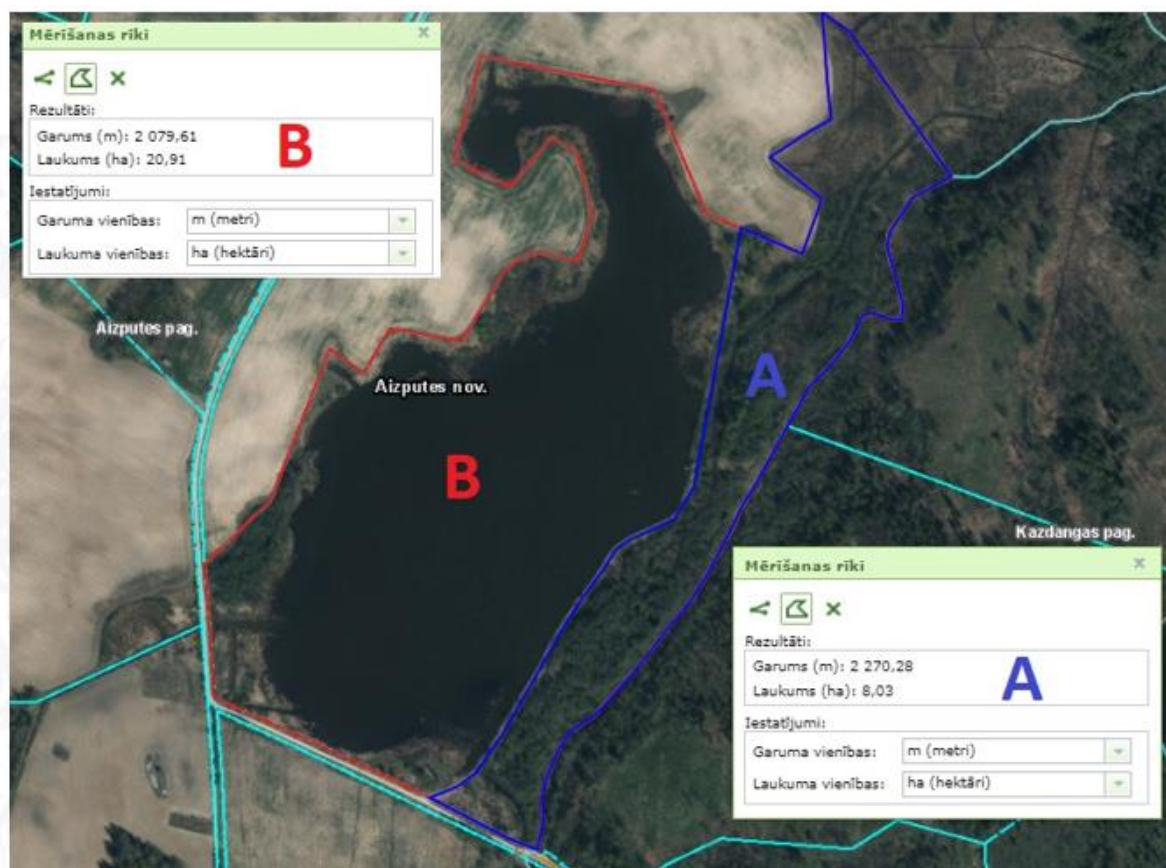 Mērīšanas rīki
Rezultāti:
Garums (m): 2 079,61
Laukums (ha): 20,91
B
Iestatījumi:
Garuma vienības: m (metri)
Laukuma vienības: ha (hektāri)
Aizputes pag.
Aizputes nov.
A
B
Kazdangas pag.
Mērīšanas rīki
Rezultāti:
Garums (m): 2 270,28
Laukums (ha): 8,03
A
Iestatījumi:
Garuma vienības: m (metri)
Laukuma vienības: ha (hektāri)